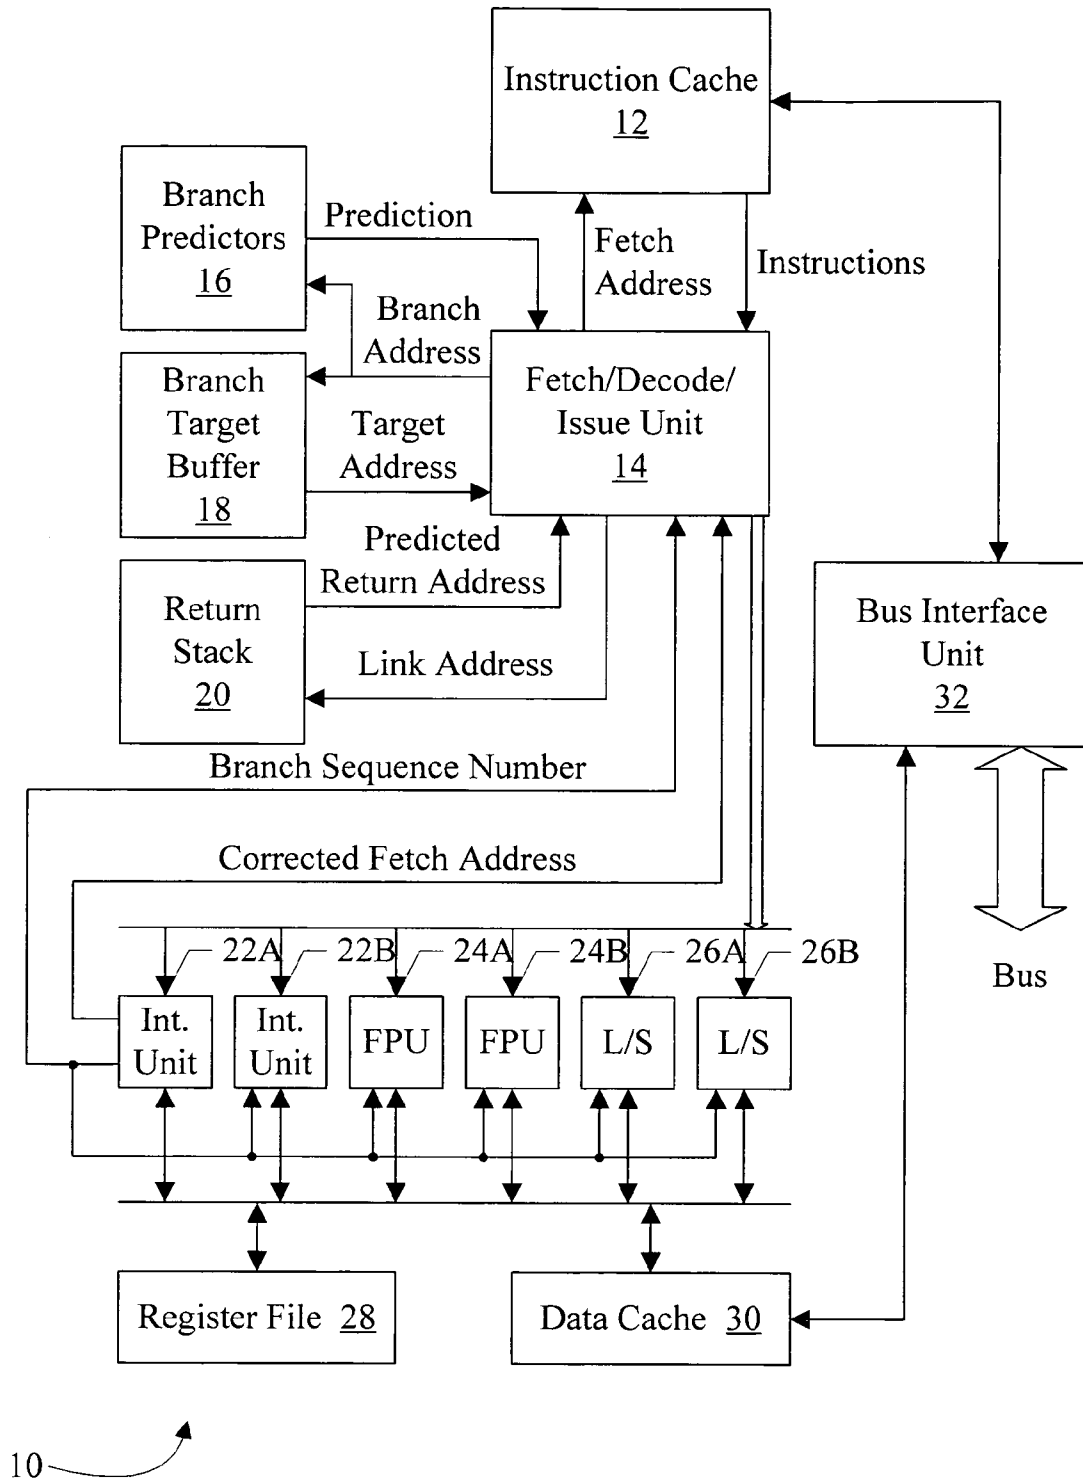 Instruction Cache
12
Branch
Predictors
16
Prediction
Fetch
Address
Instructions
Branch
Address
Branch
Target
Buffer
18
Target
Address
Fetch/Decode/
Issue Unit
14
Predicted
Return Address
Return
Stack
20
Link Address
Bus Interface
Unit
32
Branch Sequence Number
Corrected Fetch Address
Bus
22A
22B
24A
24B
26A
26B
Int.
Unit
Int.
Unit
FPU
FPU
L/S
L/S
Register File 28
Data Cache 30
10